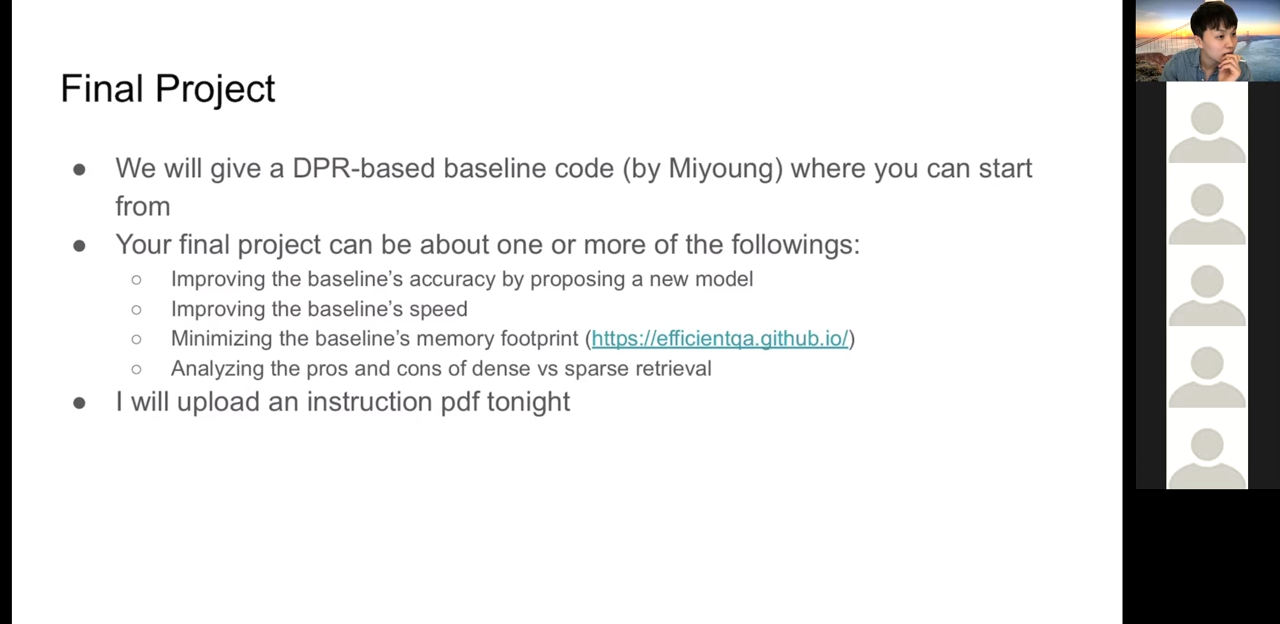 Final Project
● We will give a DPR-based baseline code (by Miyoung) where you can start
from
● Your final project can be about one or more of the followings:
○ Improving the baseline’s accuracy by proposing a new model
○ Improving the baseline’s speed
○ Minimizing the baseline’s memory footprint (https://efficientqa.github.io/)
○ Analyzing the pros and cons of dense vs sparse retrieval
● I will upload an instruction pdf tonight